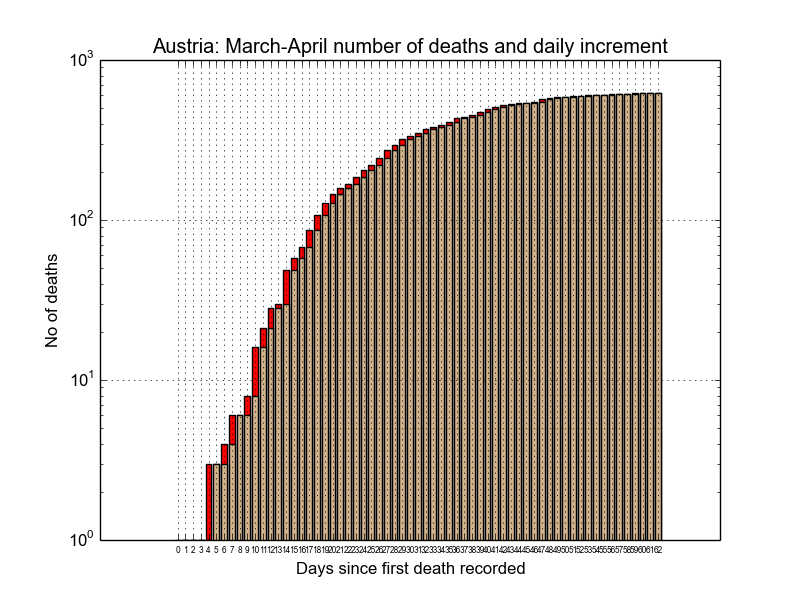 Austria: March-April number of deaths and daily increment
10³
10²
10¹
10⁰
No of deaths
0 1 2 3 4 5 6 7 8 9 10 11 12 13 14 15 16 17 18 19 20 21 22 23 24 25 26 27 28 29 30 31 32 33 34 35 36 37 38 39 40 41 42 43 44 45 46 47 48 49 50 51 52 53 54 55 56 57 58 59 60 61 62
Days since first death recorded